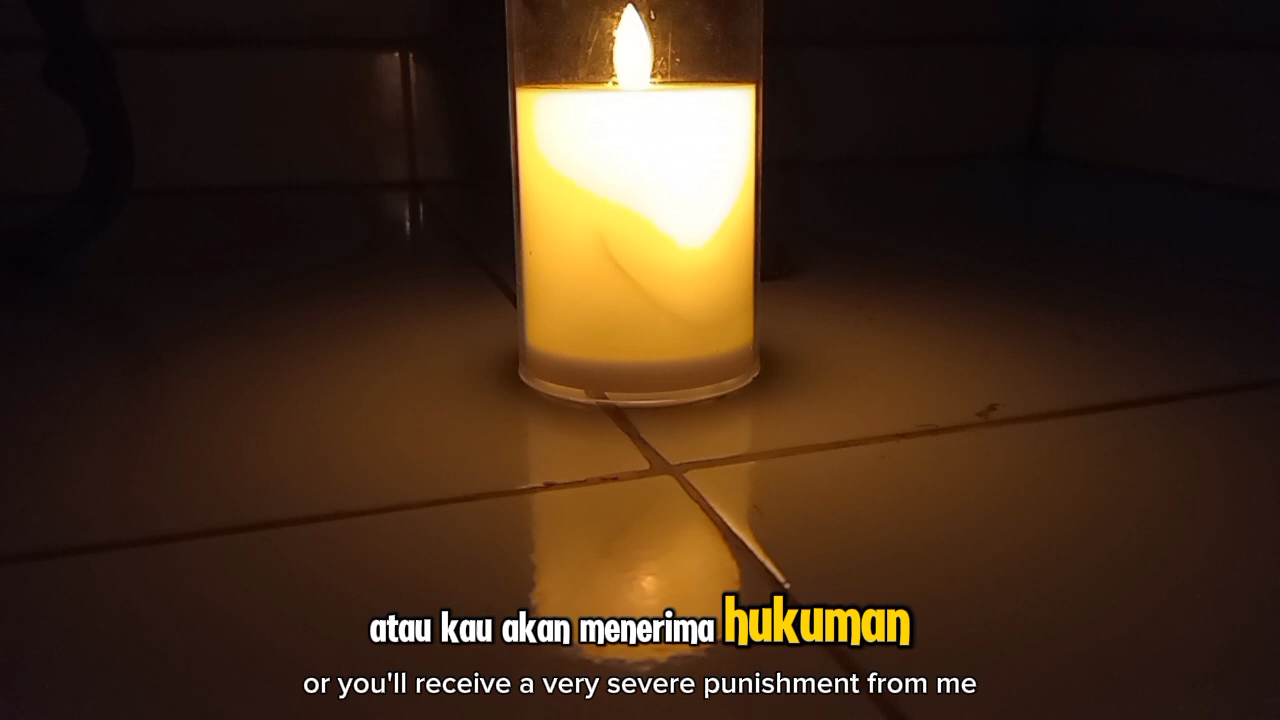 atau kau akan menerima hukuman
or you'll receive a very severe punishment from me